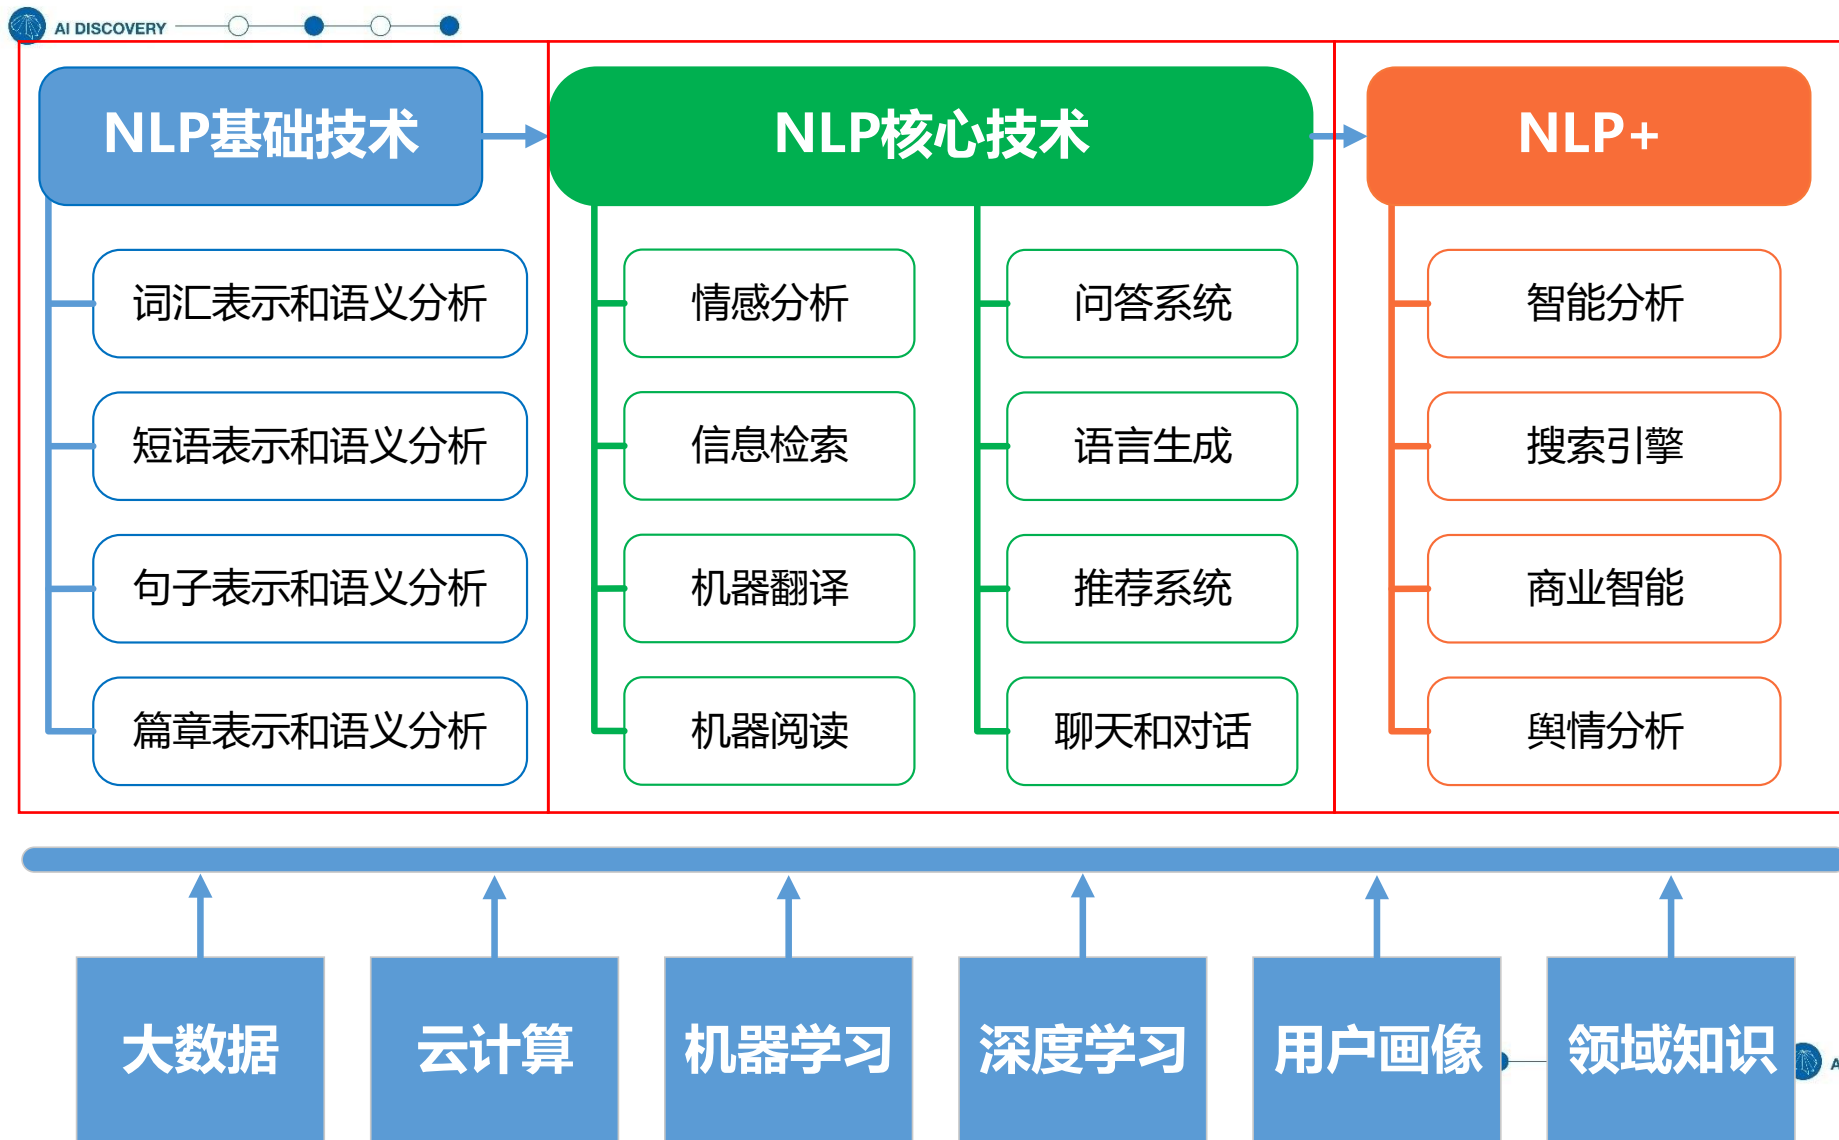 AI DISCOVERY
NLP基础技术
NLP核心技术
NLP+
词汇表示和语义分析
情感分析
问答系统
智能分析
短语表示和语义分析
信息检索
语言生成
搜索引擎
句子表示和语义分析
机器翻译
推荐系统
商业智能
篇章表示和语义分析
机器阅读
聊天和对话
舆情分析
大数据
云计算
机器学习
深度学习
用户画像
领域知识
A